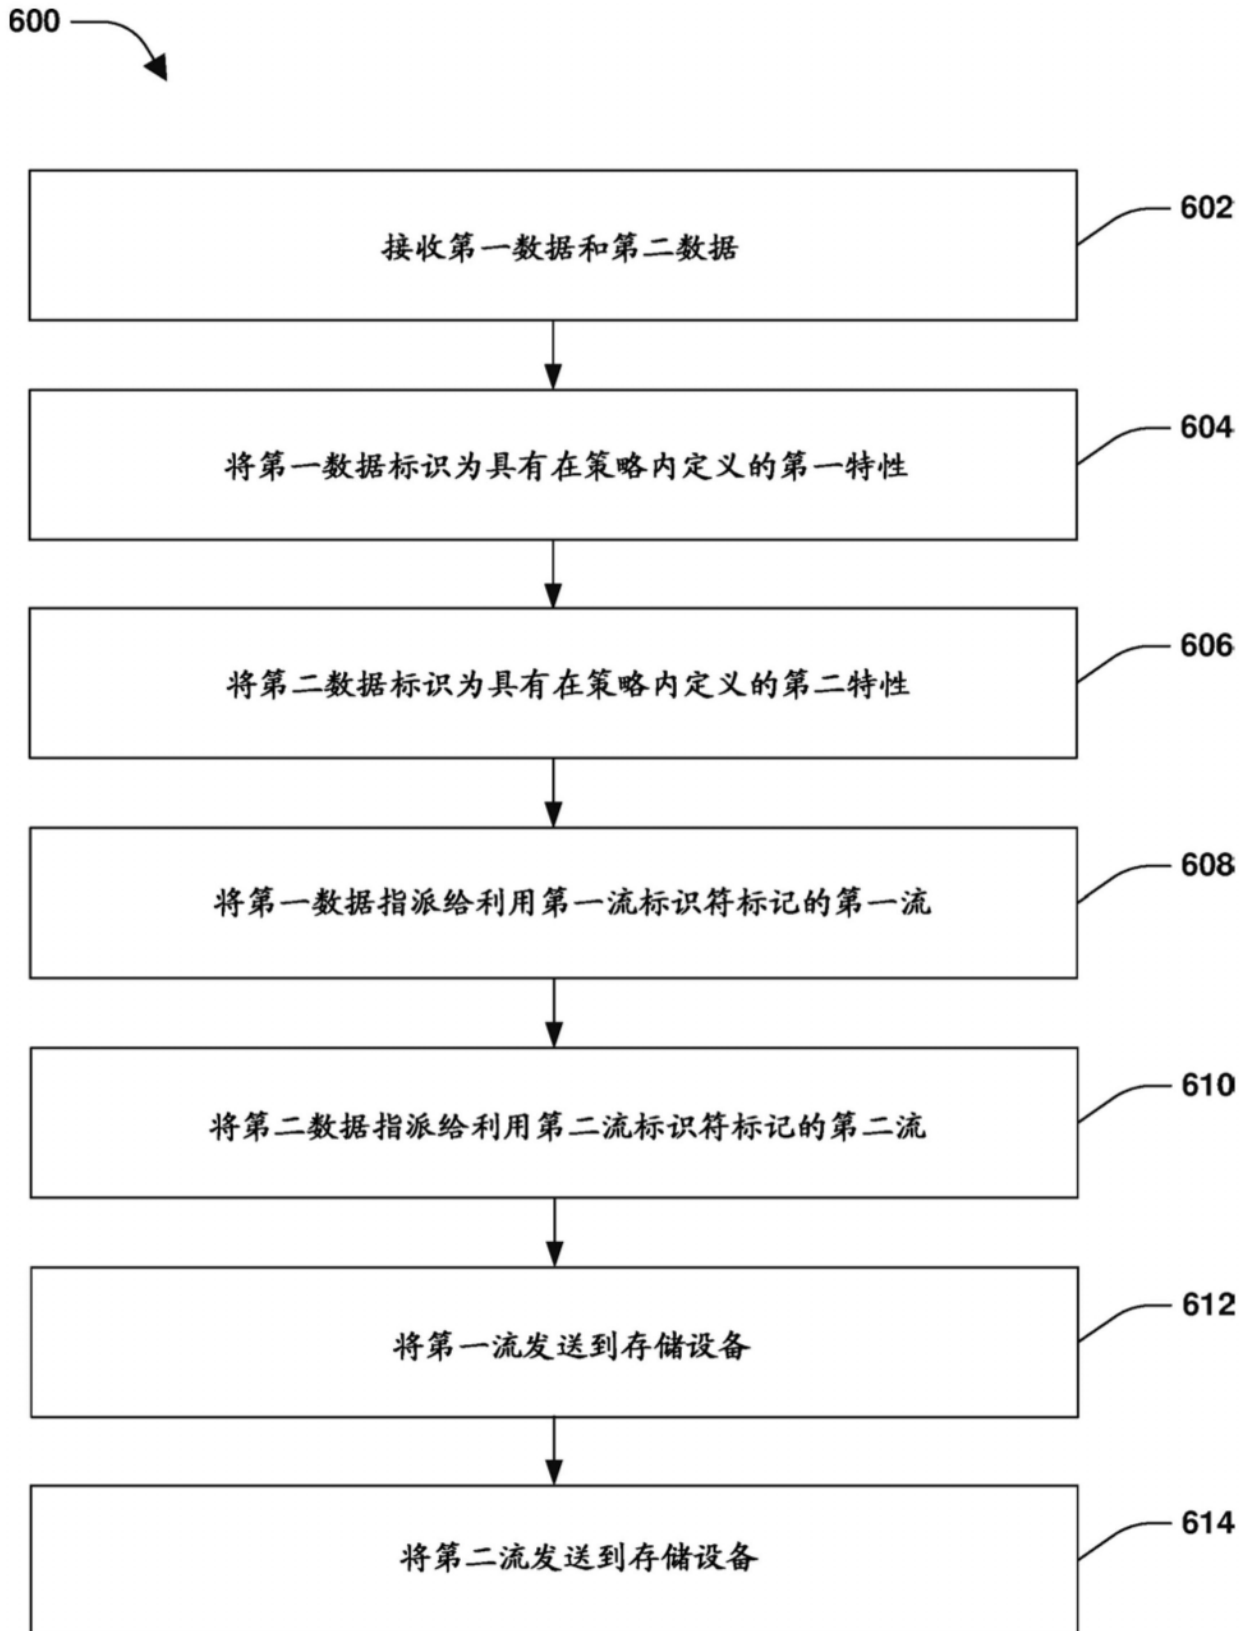 600
接收第一数据和第二数据
602
将第一数据标识为具有在策略内定义的第一特性
604
将第二数据标识为具有在策略内定义的第二特性
606
将第一数据指派给利用第一流标识符标记的第一流
608
将第二数据指派给利用第二流标识符标记的第二流
610
将第一流发送到存储设备
612
将第二流发送到存储设备
614